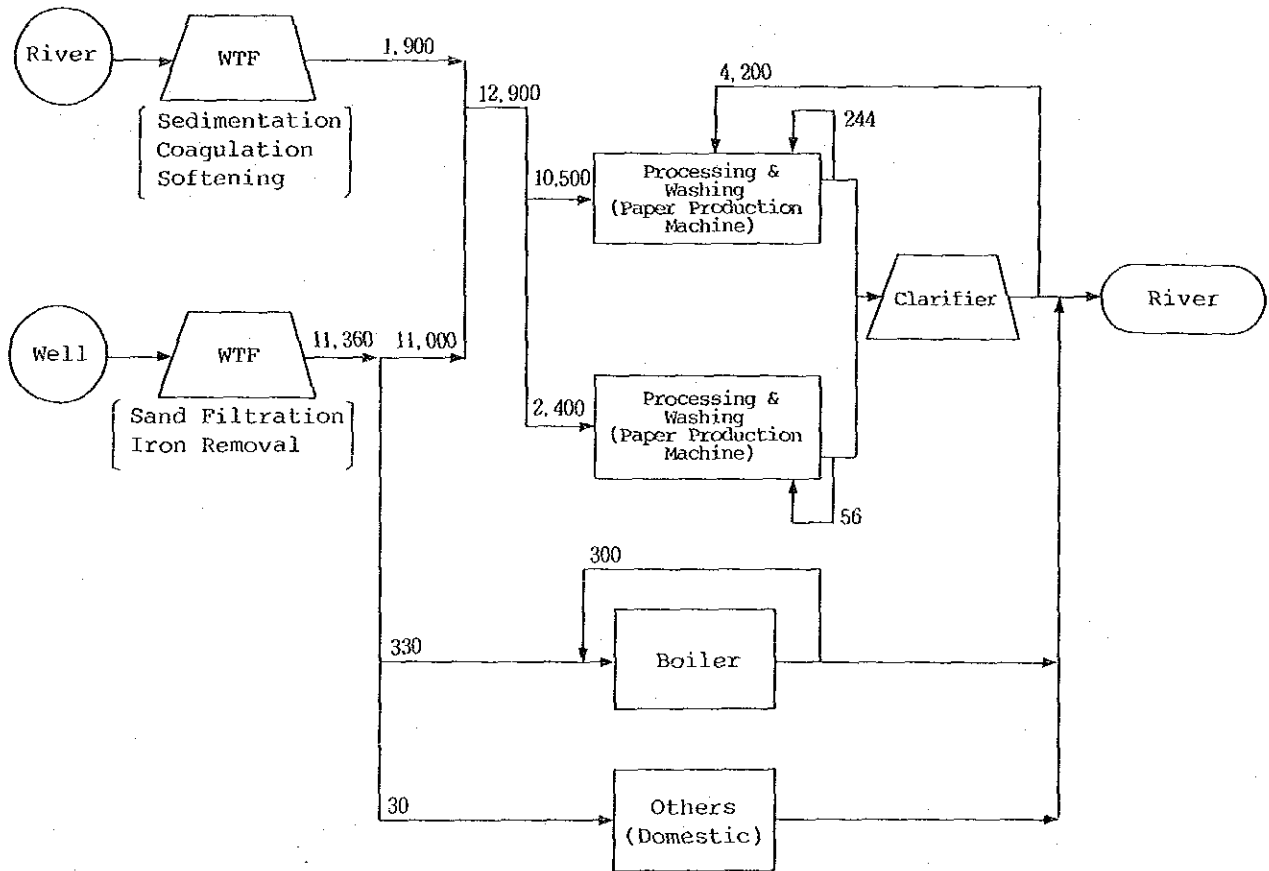 River
WTF
1,900
Sedimentation
Coagulation
Softening
12,900
4,200
244
10,500
Processing &
Washing
(Paper Production
Machine)
Clarifier
River
Well
WTF
11,360
11,000
Sand Filtration
Iron Removal
2,400
Processing &
Washing
(Paper Production
Machine)
56
300
330
Boiler
30
Others
(Domestic)